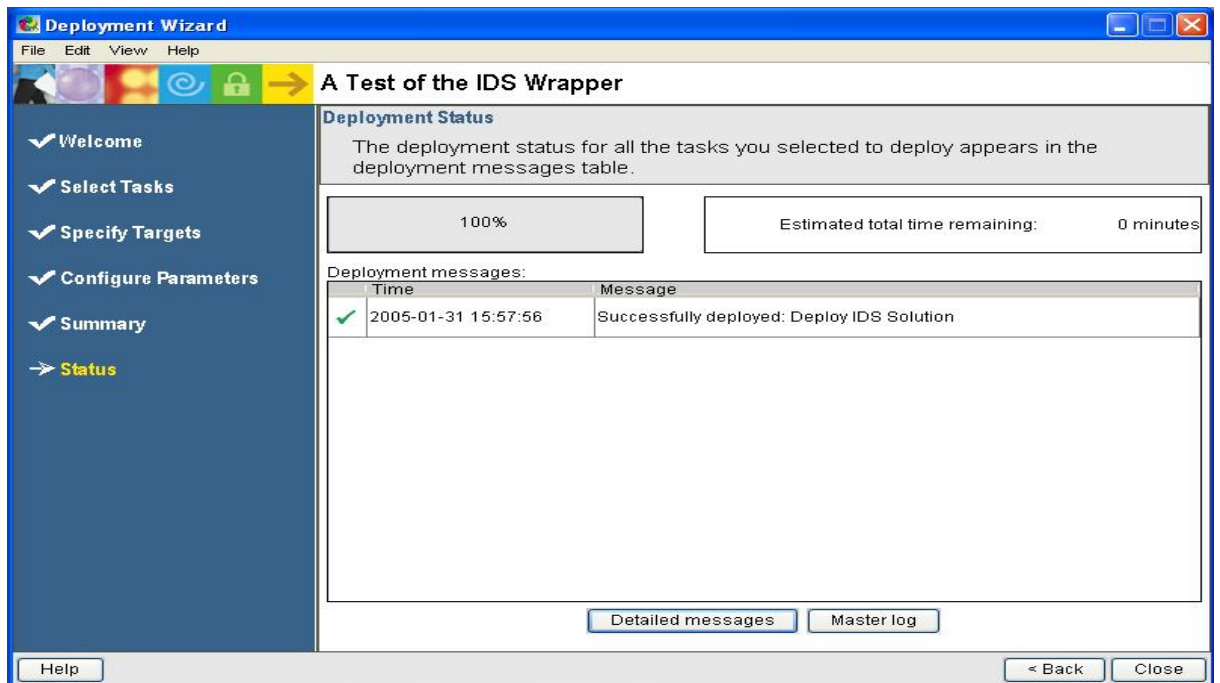 Deployment Wizard
File Edit View Help
A Test of the IDS Wrapper
Welcome
Select Tasks
Specify Targets
Configure Parameters
Summary
Status
Deployment Status
The deployment status for all the tasks you selected to deploy appears in the
deployment messages table.
100%
Estimated total time remaining: 0 minutes
Deployment messages:
Time Message
2005-01-31 15:57:56 Successfully deployed: Deploy IDS Solution
Detailed messages Master log
Help < Back Close